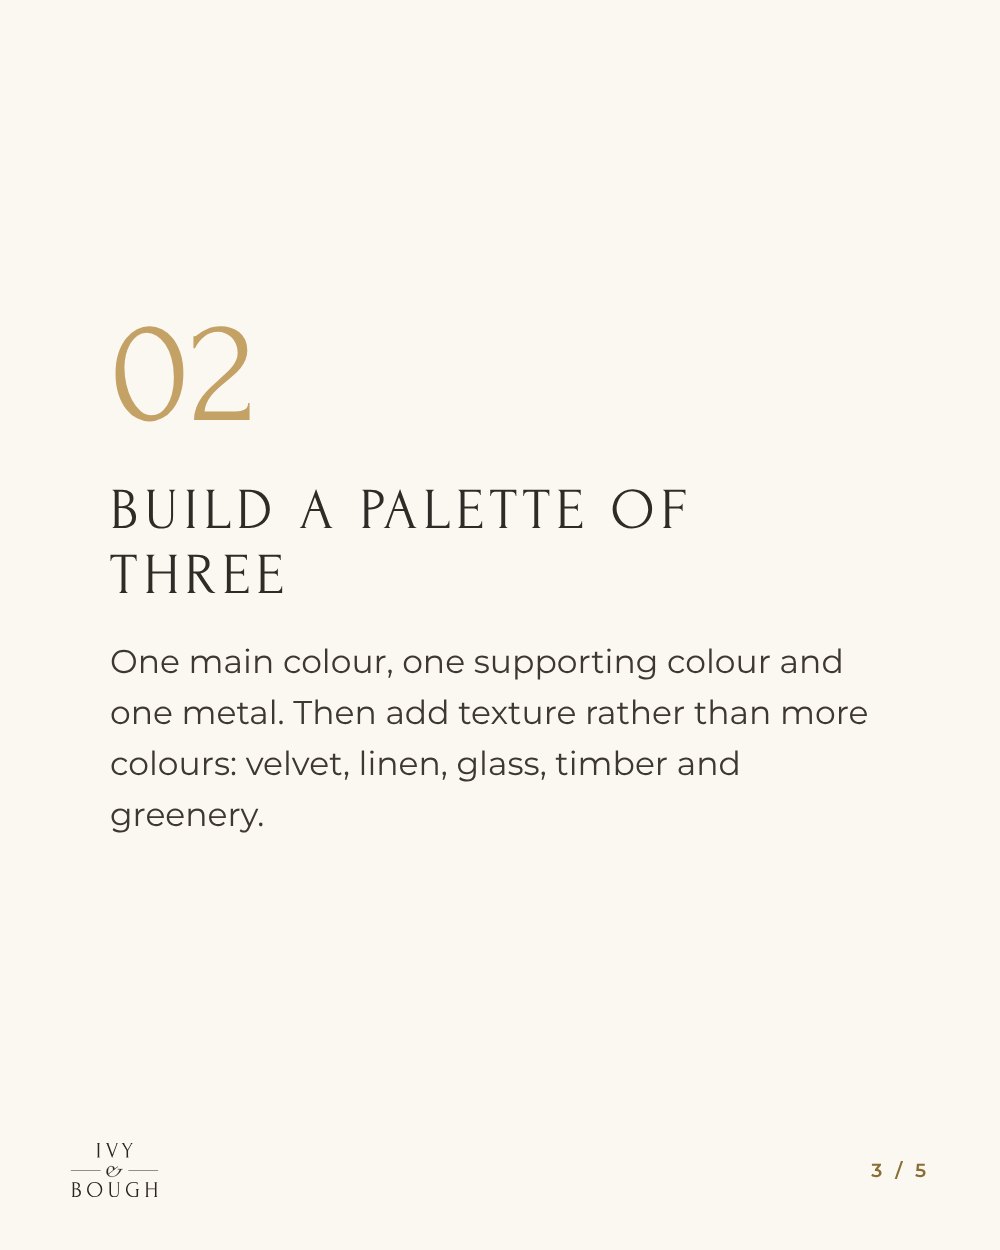 02
BUILD A PALETTE OF
THREE
One main colour, one supporting colour and
one metal. Then add texture rather than more
colours: velvet, linen, glass, timber and
greenery.
IVY
&
BOUGH
3 / 5